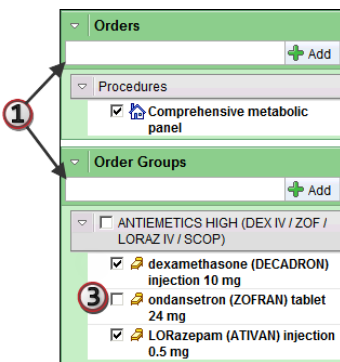 Orders
Add
Procedures
Comprehensive metabolic
panel
1
Order Groups
Add
ANTIEMETICS HIGH (DEX IV / ZOF /
LORAZ IV / SCOP)
dexamethasone (DECADRON)
injection 10 mg
3
ondansetron (ZOFRAN) tablet
24 mg
LORazepam (ATIVAN) injection
0.5 mg